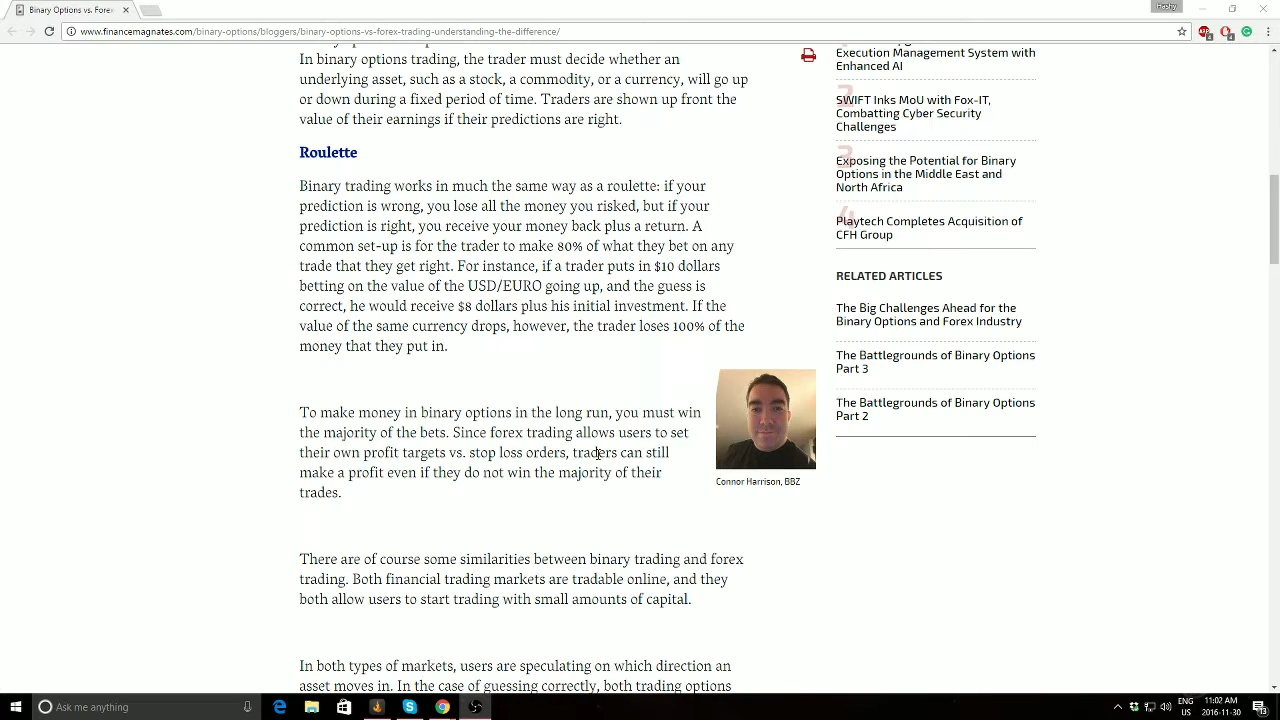 Heshy
Binary Options vs. Forex
www.financemagnates.com/binary-options/bloggers/binary-options-vs-forex-trading-understanding-the-difference/
In binary options trading, the trader must decide whether an
underlying asset, such as a stock, a commodity, or a currency, will go up
or down during a fixed period of time. Traders are shown up front the
value of their earnings if their predictions are right.
Roulette
Binary trading works in much the same way as a roulette: if your
prediction is wrong, you lose all the money you risked, but if your
prediction is right, you receive your money back plus a return. A
common set-up is for the trader to make 80% of what they bet on any
trade that they get right. For instance, if a trader puts in $10 dollars
betting on the value of the USD/EURO going up, and the guess is
correct, he would receive $8 dollars plus his initial investment. If the
value of the same currency drops, however, the trader loses 100% of the
money that they put in.
To make money in binary options in the long run, you must win
the majority of the bets. Since forex trading allows users to set
their own profit targets vs. stop loss orders, traders can still
make a profit even if they do not win the majority of their
trades.
Connor Harrison, BBZ
There are of course some similarities between binary trading and forex
trading. Both financial trading markets are tradable online, and they
both allow users to start trading with small amounts of capital.
In both types of markets, users are speculating on which direction an
asset moves in. In the case of guessing correctly, both trading options
Execution Management System with
Enhanced AI
2
SWIFT Inks MoU with Fox-IT,
Combatting Cyber Security
Challenges
3
Exposing the Potential for Binary
Options in the Middle East and
North Africa
4
Playtech Completes Acquisition of
CFH Group
RELATED ARTICLES
The Big Challenges Ahead for the
Binary Options and Forex Industry
The Battlegrounds of Binary Options
Part 3
The Battlegrounds of Binary Options
Part 2
Ask me anything
ENG
US
11:02 AM
2016-11-30